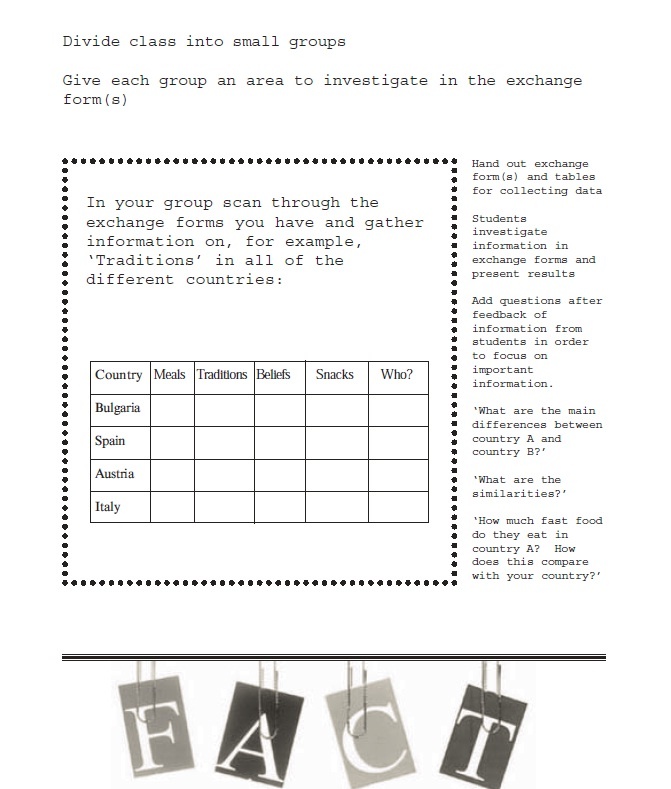 Divide class into small groups
Give each group an area to investigate in the exchange
form(s)
In your group scan through the
exchange forms you have and gather
information on, for example,
‘Traditions’ in all of the
different countries:
Country Meals Traditions Beliefs Snacks Who?
Bulgaria
Spain
Austria
Italy
Hand out exchange
form(s) and tables
for collecting data
Students
investigate
information in
exchange forms and
present results
Add questions after
feedback of
information from
students in order
to focus on
important
information.
‘What are the main
differences between
country A and
country B?’
‘What are the
similarities?’
‘How much fast food
do they eat in
country A?  How
does this compare
with your country?’
FACT